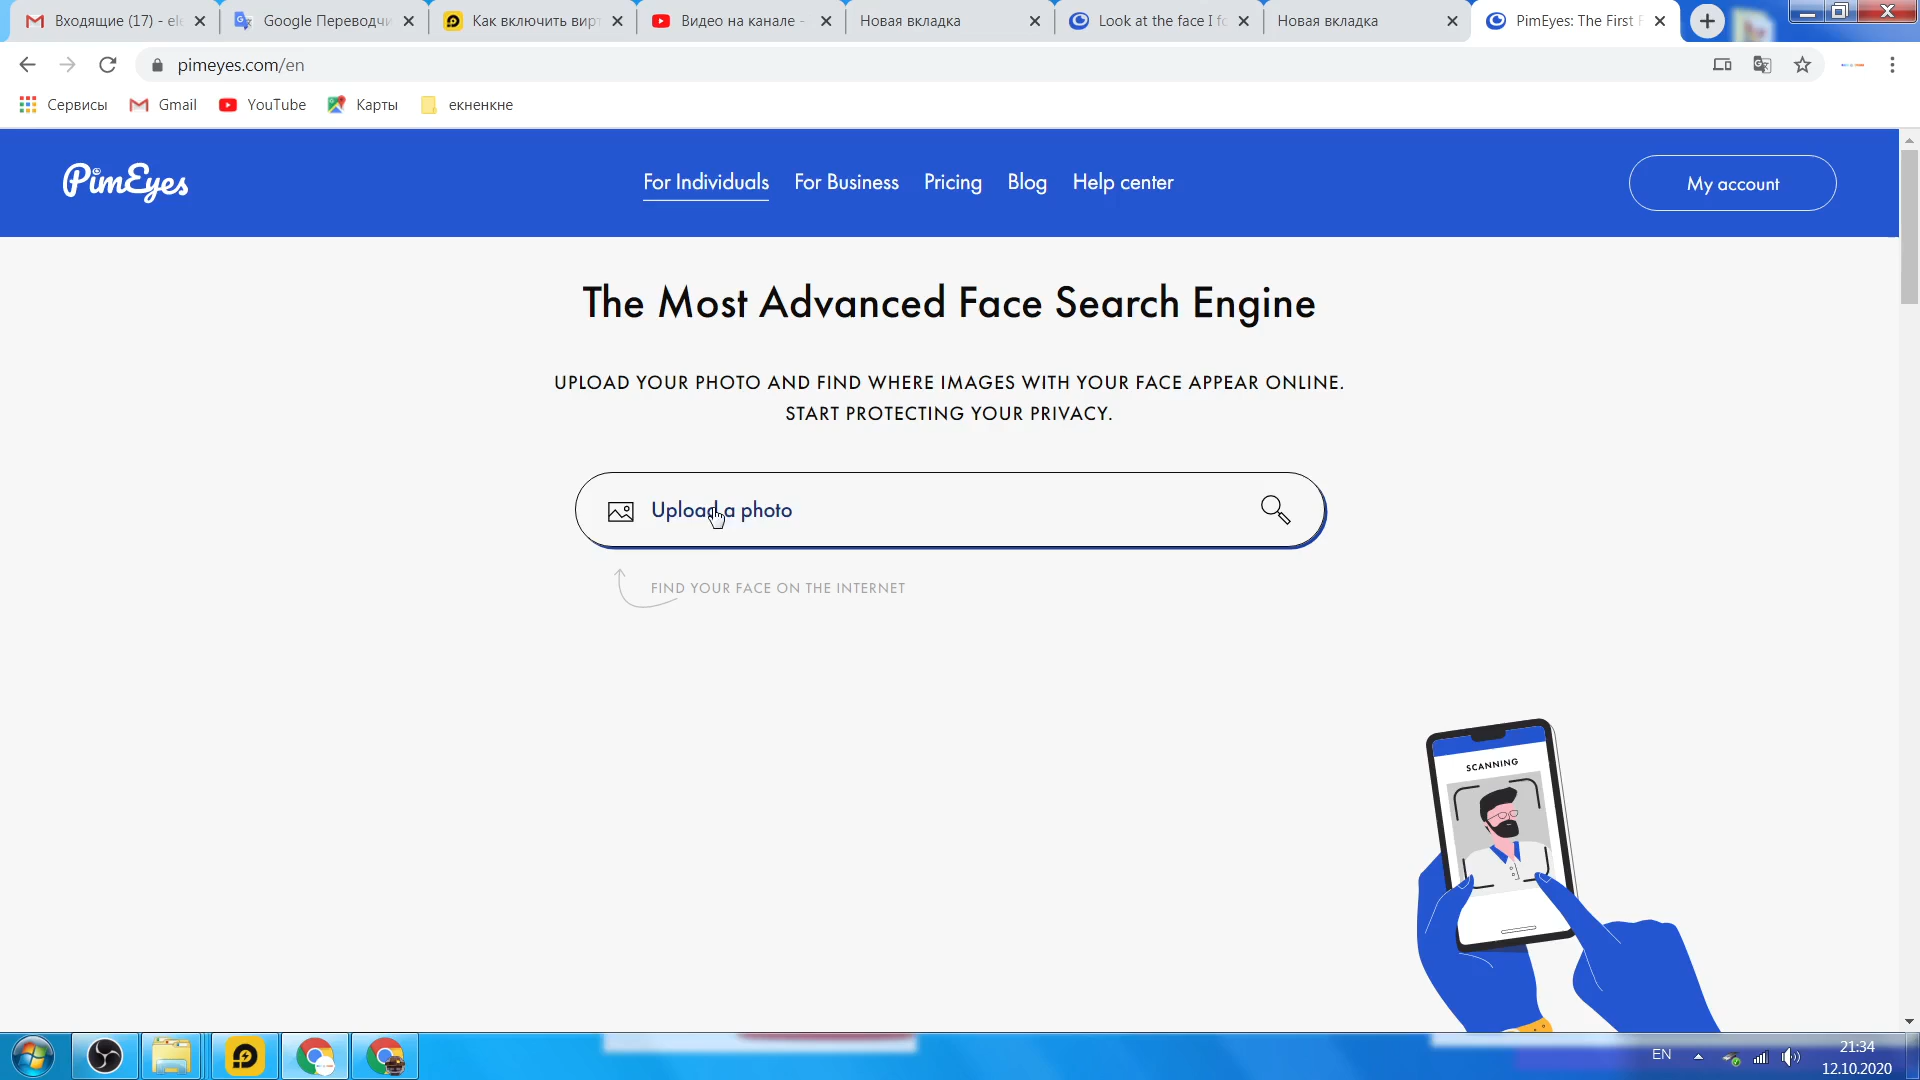 Входящие (17) - ele
Google Переводчи
Как включить вирт
Видео на канале -
Новая вкладка
Look at the face I fo
Новая вкладка
PimEyes: The First F
pimeyes.com/en
Сервисы
Gmail
YouTube
Карты
екненкне
PimEyes
For Individuals
For Business
Pricing
Blog
Help center
My account
The Most Advanced Face Search Engine
UPLOAD YOUR PHOTO AND FIND WHERE IMAGES WITH YOUR FACE APPEAR ONLINE.
START PROTECTING YOUR PRIVACY.
Upload a photo
FIND YOUR FACE ON THE INTERNET
SCANNING
EN
21:34
12.10.2020